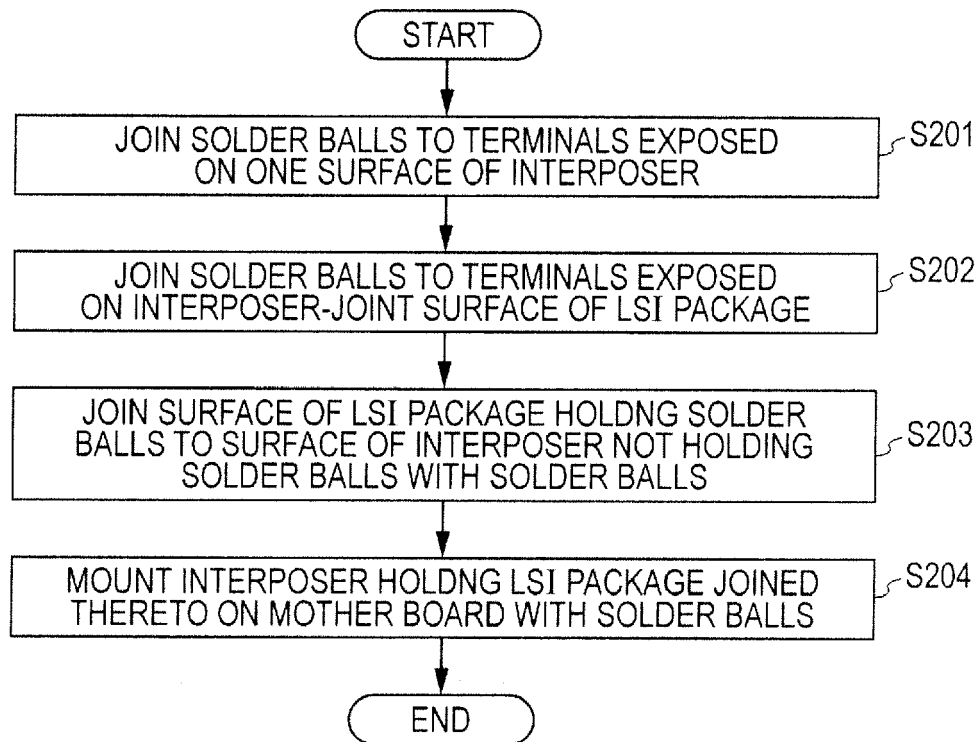 START
JOIN SOLDER BALLS TO TERMINALS EXPOSED
ON ONE SURFACE OF INTERPOSER
S201
JOIN SOLDER BALLS TO TERMINALS EXPOSED
ON INTERPOSER-JOINT SURFACE OF LSI PACKAGE
S202
JOIN SURFACE OF LSI PACKAGE HOLDNG SOLDER
BALLS TO SURFACE OF INTERPOSER NOT HOLDING
SOLDER BALLS WITH SOLDER BALLS
S203
MOUNT INTERPOSER HOLDNG LSI PACKAGE JOINED
THERETO ON MOTHER BOARD WITH SOLDER BALLS
S204
END